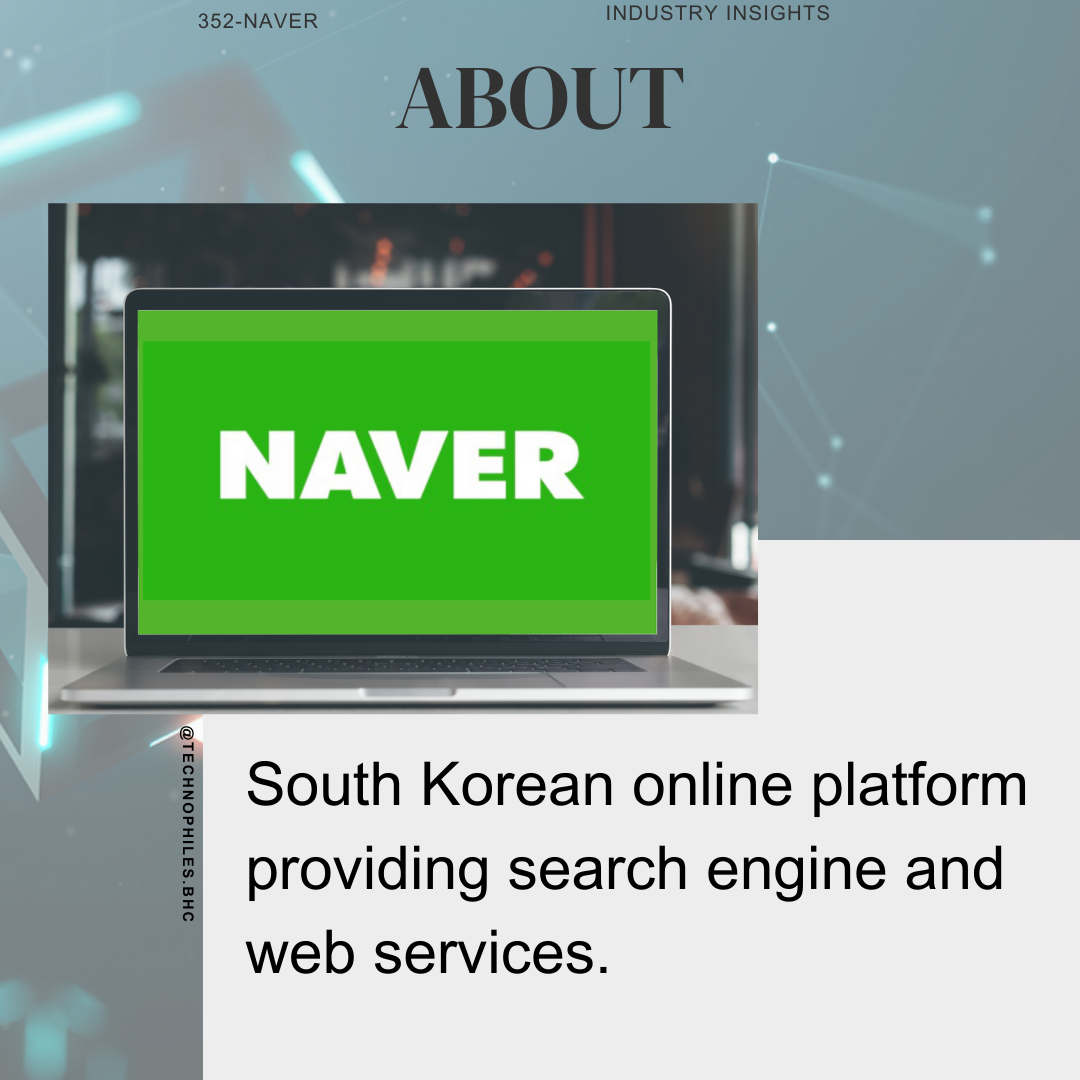 352-NAVER
INDUSTRY INSIGHTS
ABOUT
NAVER
@TECHNOPHILES.BHC
South Korean online platform
providing search engine and
web services.